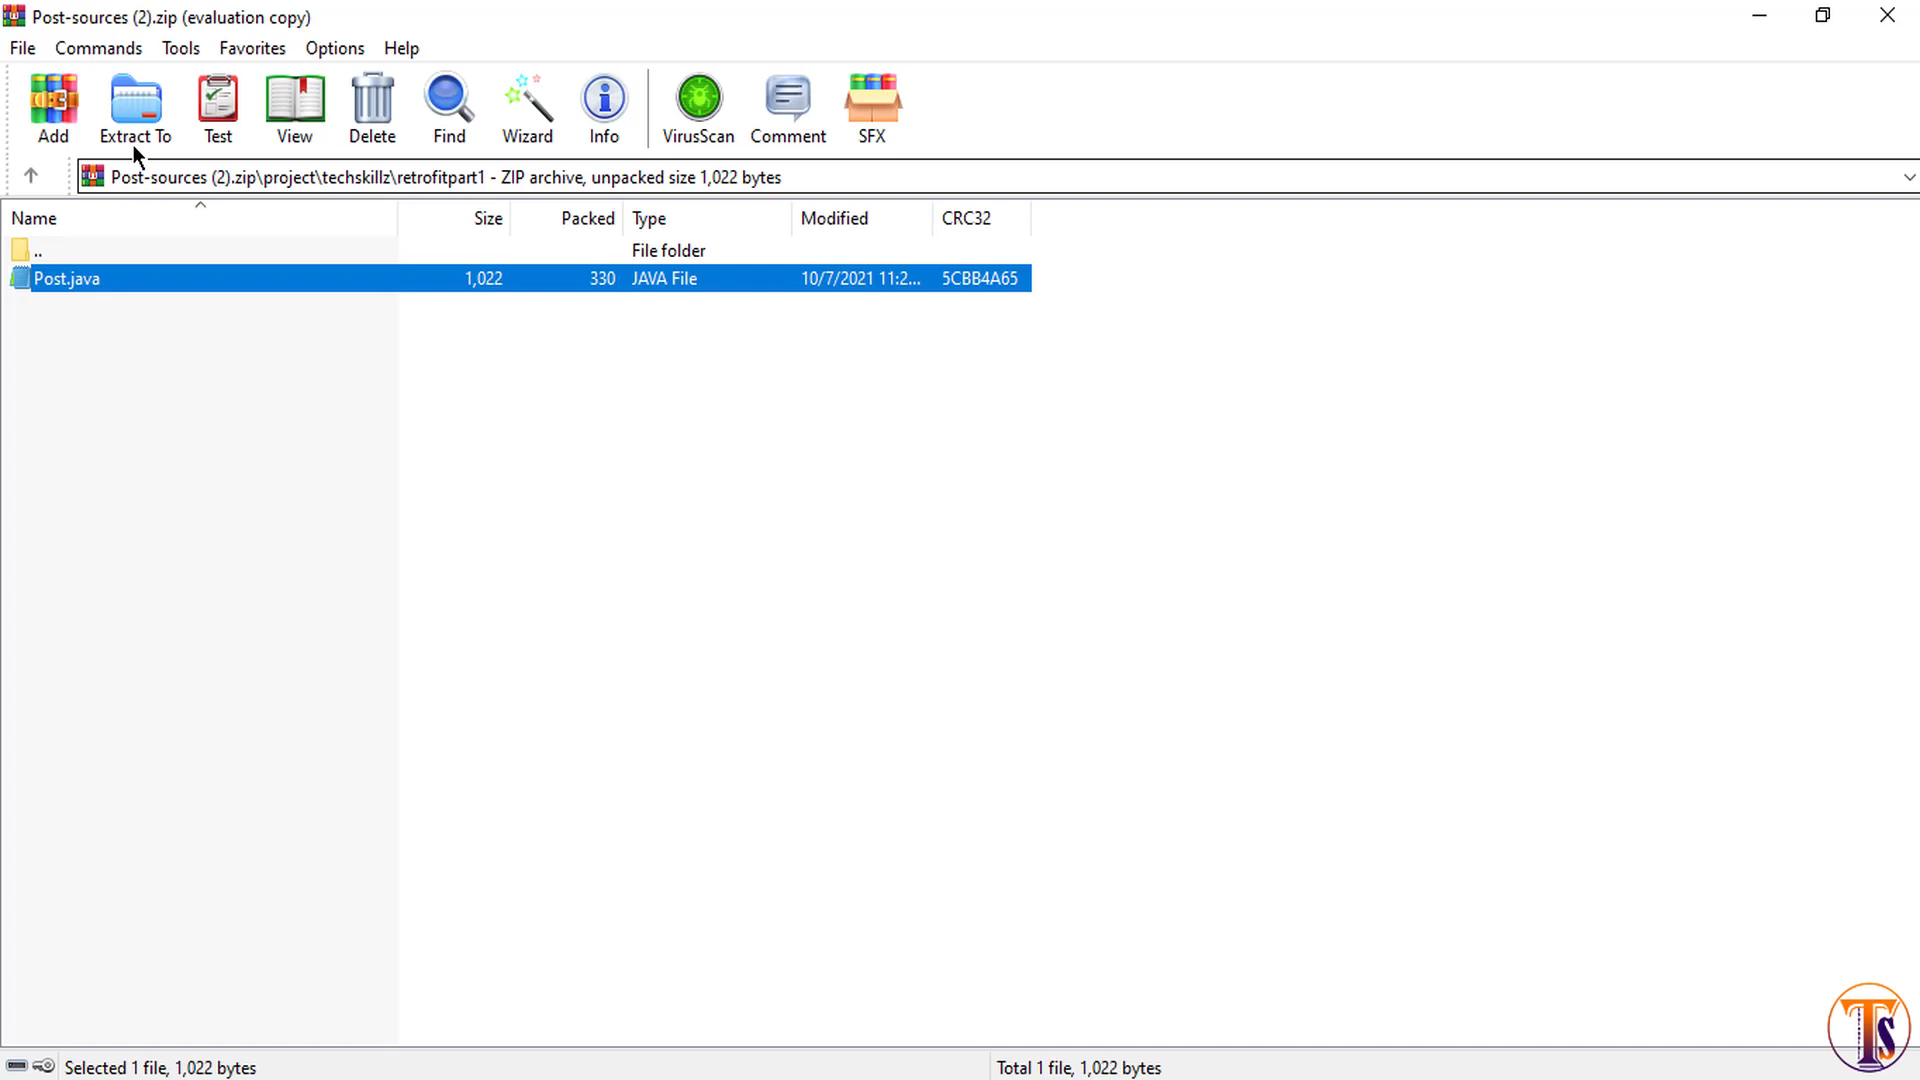 Post-sources (2).zip (evaluation copy)
File Commands Tools Favorites Options Help
Add Extract To Test View Delete Find Wizard Info VirusScan Comment SFX
Post-sources (2).zip\project\techskillz\retrofitpart1 - ZIP archive, unpacked size 1,022 bytes
Name Size Packed Type Modified CRC32
.. File folder
Post.java 1,022 330 JAVA File 10/7/2021 11:2... 5CBB4A65
Selected 1 file, 1,022 bytes Total 1 file, 1,022 bytes
Ts